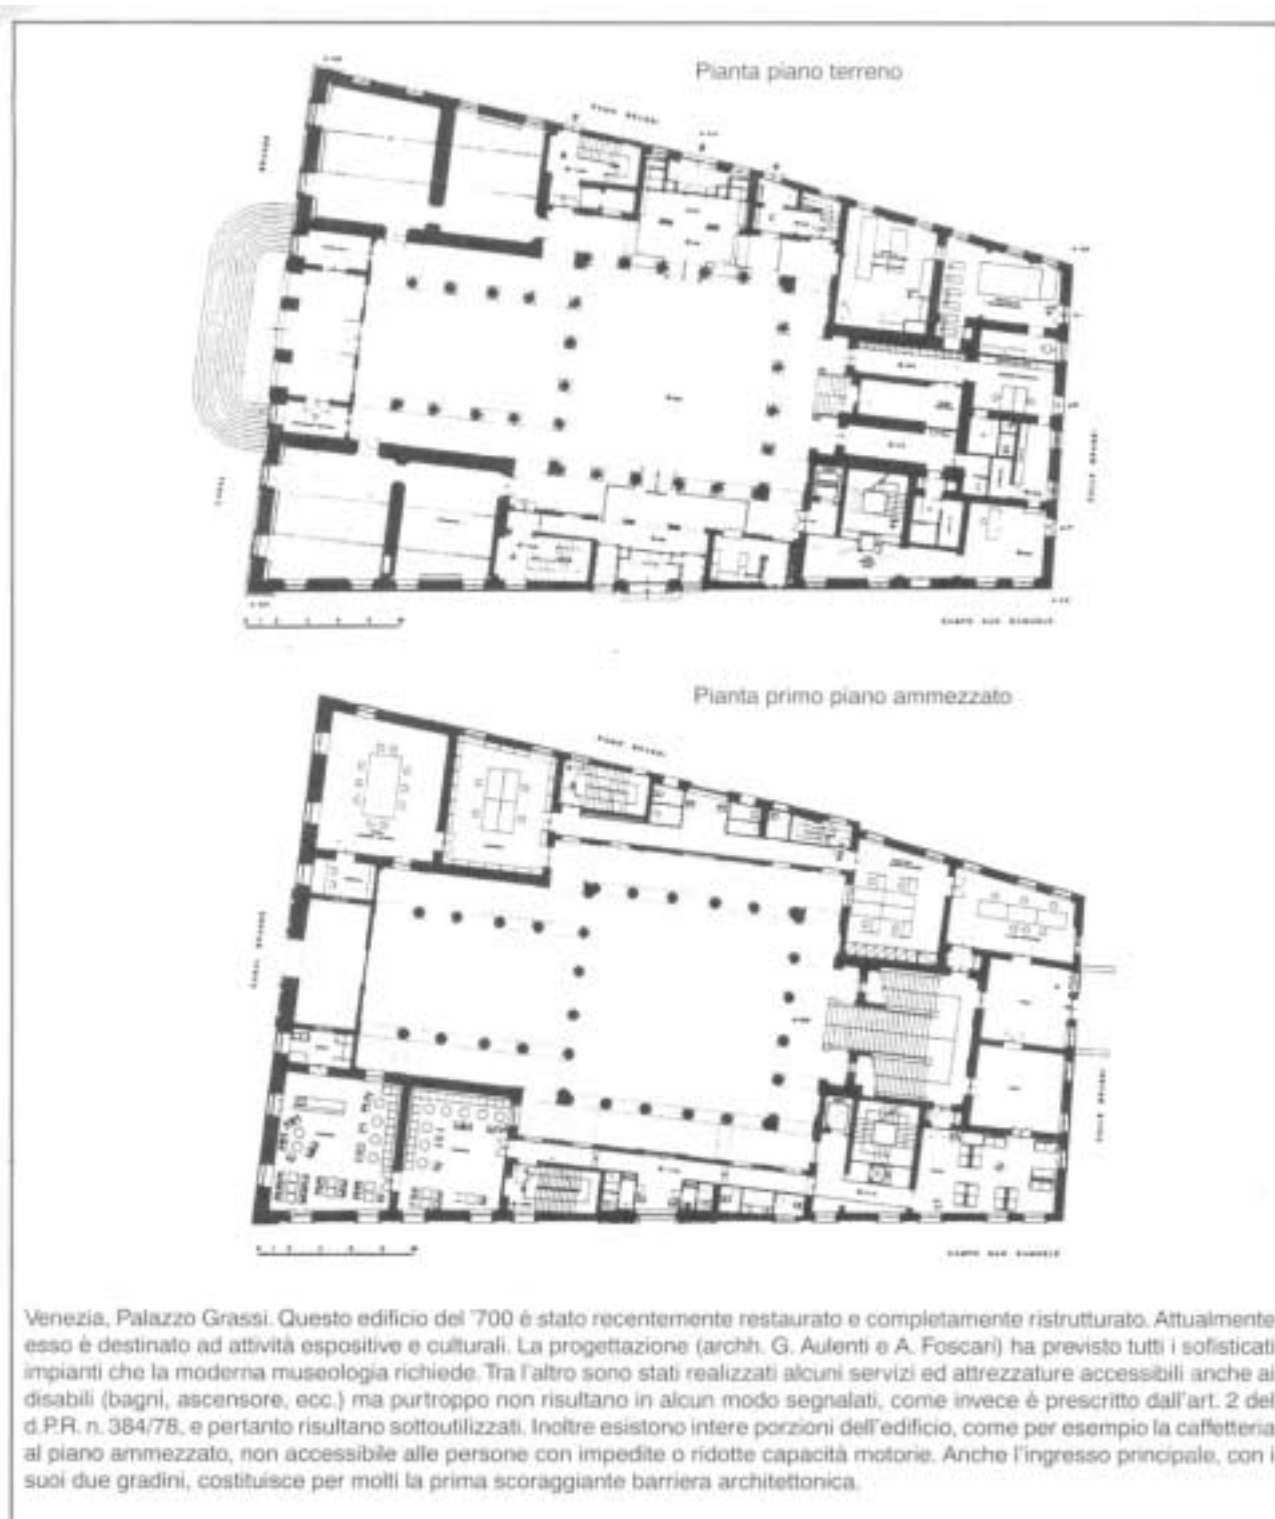 Pianta piano terreno
CAMPO SAN SAMUELE
Pianta primo piano ammezzato
CAMPO SAN SAMUELE
Venezia, Palazzo Grassi. Questo edificio del '700 è stato recentemente restaurato e completamente ristrutturato. Attualmente
esso è destinato ad attività espositive e culturali. La progettazione (archh. G. Aulenti e A. Foscari) ha previsto tutti i sofisticati
impianti che la moderna museologia richiede. Tra l'altro sono stati realizzati alcuni servizi ed attrezzature accessibili anche ai
disabili (bagni, ascensore, ecc.) ma purtroppo non risultano in alcun modo segnalati, come invece è prescritto dall'art. 2 del
d.P.R. n. 384/78, e pertanto risultano sottoutilizzati. Inoltre esistono intere porzioni dell'edificio, come per esempio la caffetteria
al piano ammezzato, non accessibile alle persone con impedite o ridotte capacità motorie. Anche l'ingresso principale, con i
suoi due gradini, costituisce per molti la prima scoraggiante barriera architettonica.